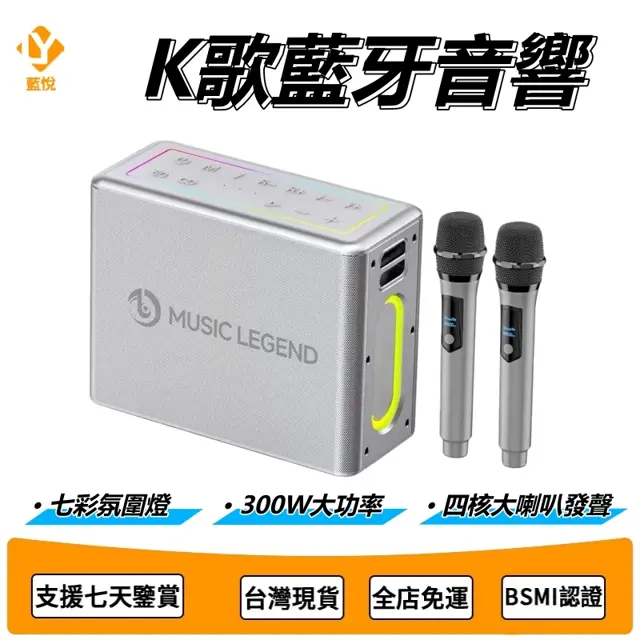 藍悅
K歌藍牙音響
MUSIC LEGEND
·七彩氛圍燈 ·300W大功率 ·四核大喇叭發聲
支援七天鑒賞 台灣現貨 全店免運 BSMI認證